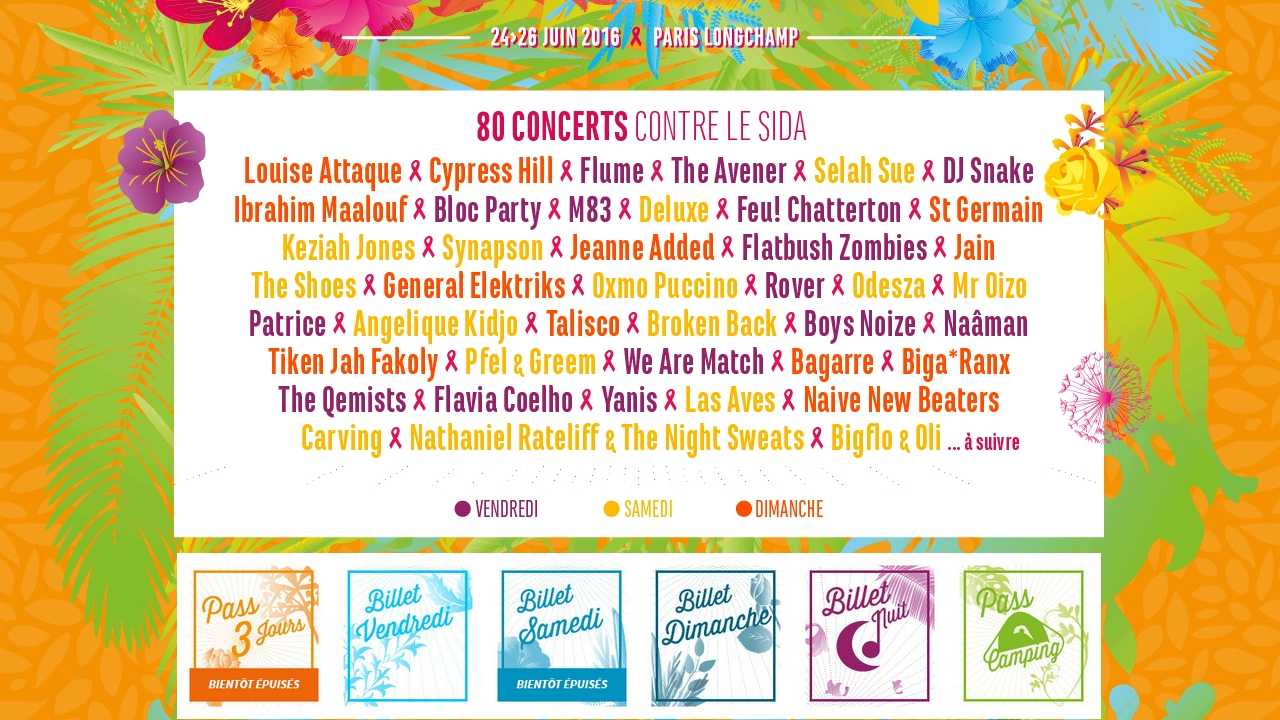 24>26 JUIN 2016 PARIS LONGCHAMP
80 CONCERTS CONTRE LE SIDA
Louise Attaque Cypress Hill Flume The Avener Selah Sue DJ Snake
Ibrahim Maalouf Bloc Party M83 Deluxe Feu! Chatterton St Germain
Keziah Jones Synapson Jeanne Added Flatbush Zombies Jain
The Shoes General Elektriks Oxmo Puccino Rover Odesza Mr Oizo
Patrice Angelique Kidjo Talisco Broken Back Boys Noize Naâman
Tiken Jah Fakoly Pfel & Greem We Are Match Bagarre Biga*Ranx
The Qemists Flavia Coelho Yanis Las Aves Naive New Beaters
Carving Nathaniel Rateliff & The Night Sweats Bigflo & Oli ... à suivre
VENDREDI SAMEDI DIMANCHE
Pass 3 Jours
BIENTÔT ÉPUISÉS
Billet Vendredi
Billet Samedi
BIENTÔT ÉPUISÉS
Billet Dimanche
Billet Nuit
Pass Camping